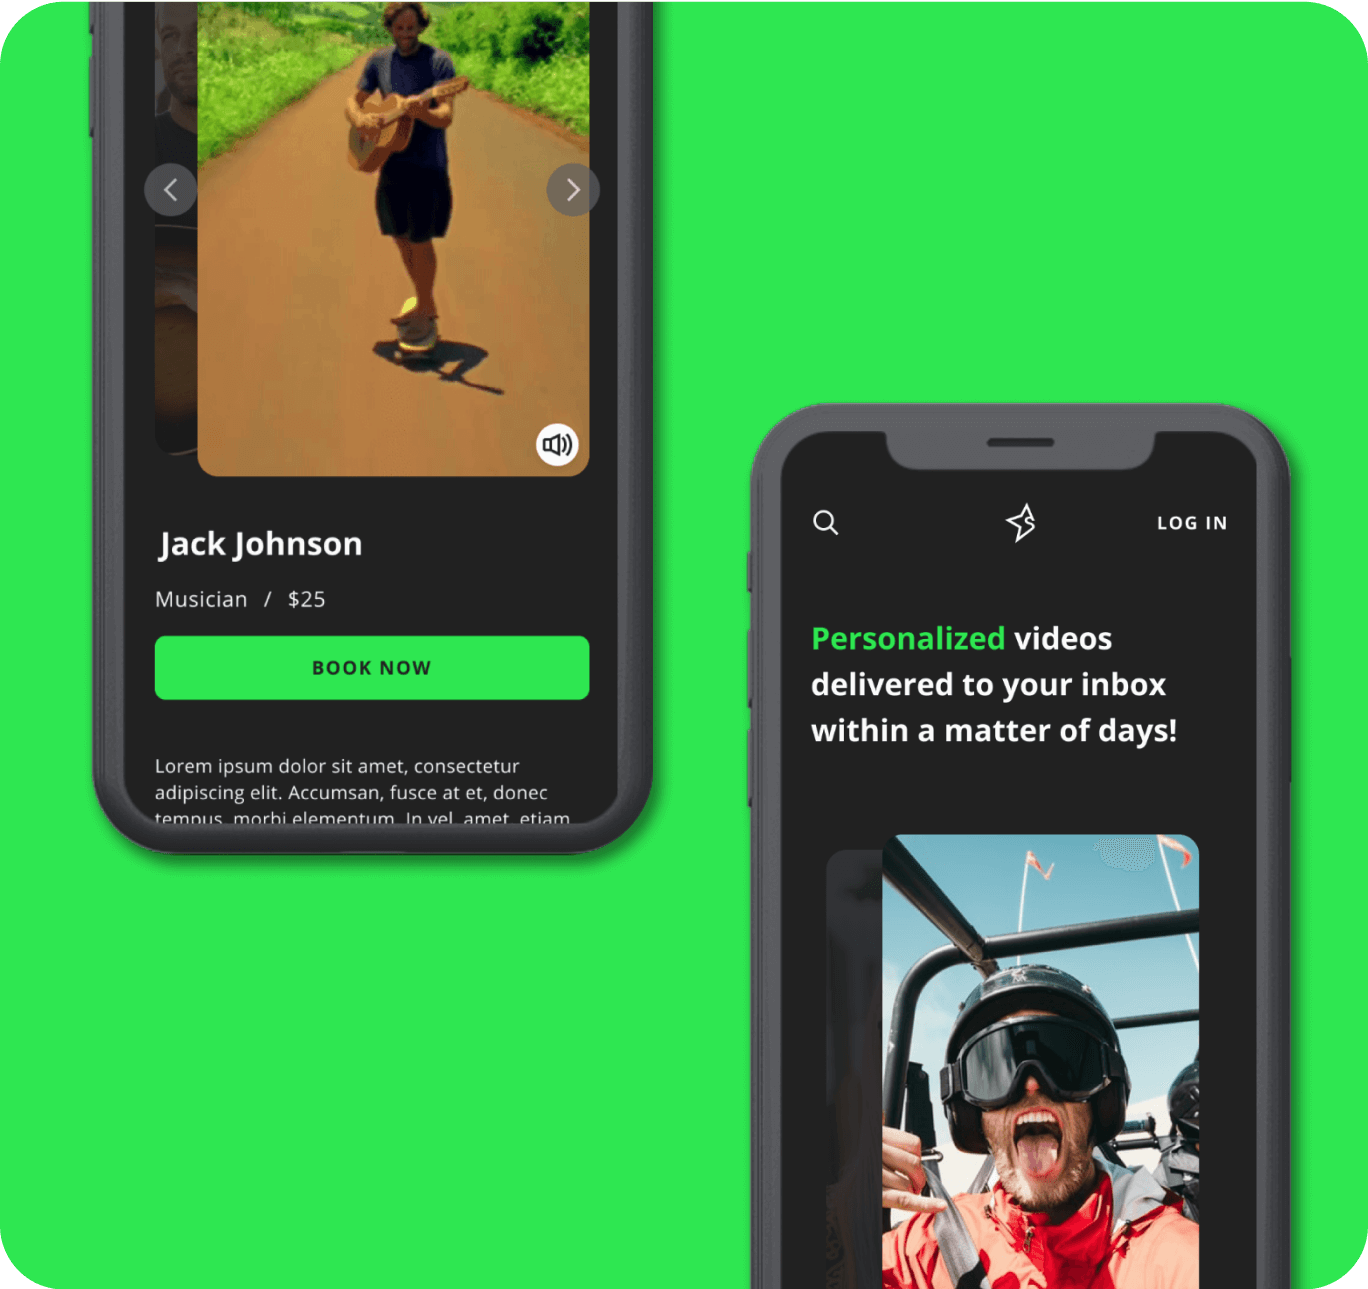 Jack Johnson
Musician / $25
BOOK NOW
Lorem ipsum dolor sit amet, consectetur
adipiscing elit. Accumsan, fusce at et, donec
tempus, morbi elementum. In vel, amet, etiam
LOG IN
Personalized videos
delivered to your inbox
within a matter of days!